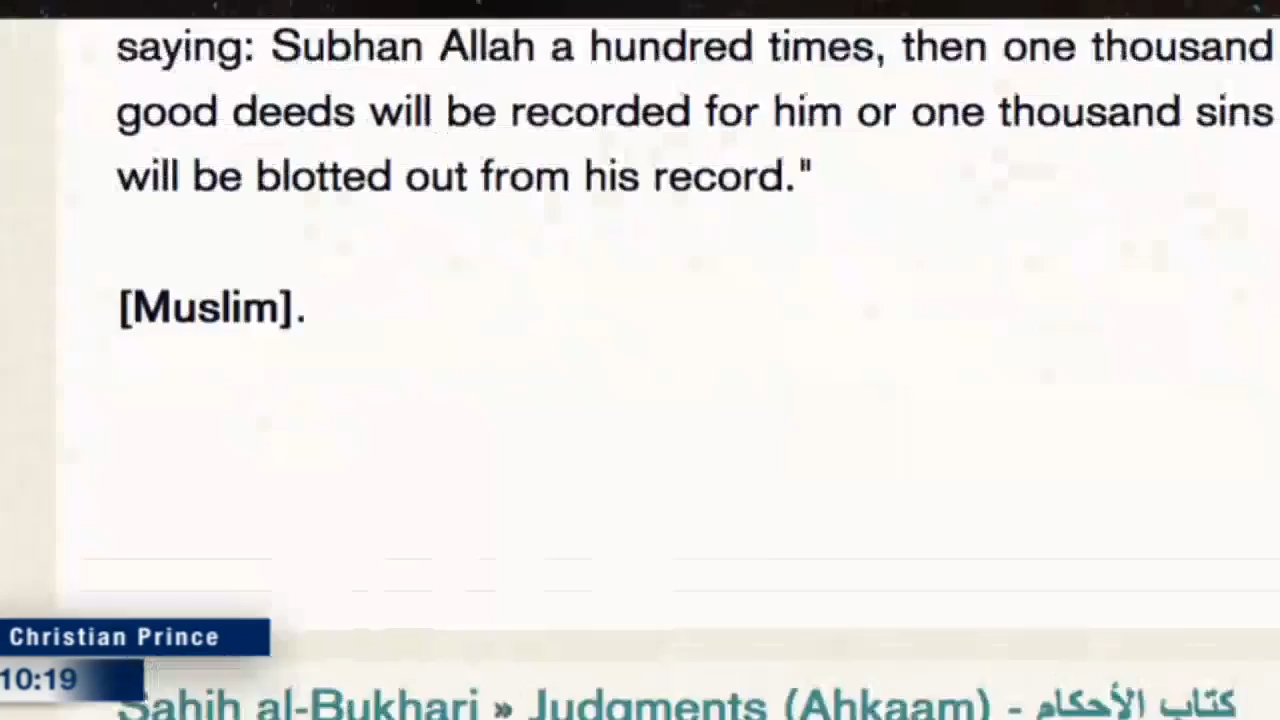 saying: Subhan Allah a hundred times, then one thousand
good deeds will be recorded for him or one thousand sins
will be blotted out from his record."
[Muslim].
Christian Prince
10:19
Sahih al-Bukhari » Judgments (Ahkaam) - كتاب الأحكام